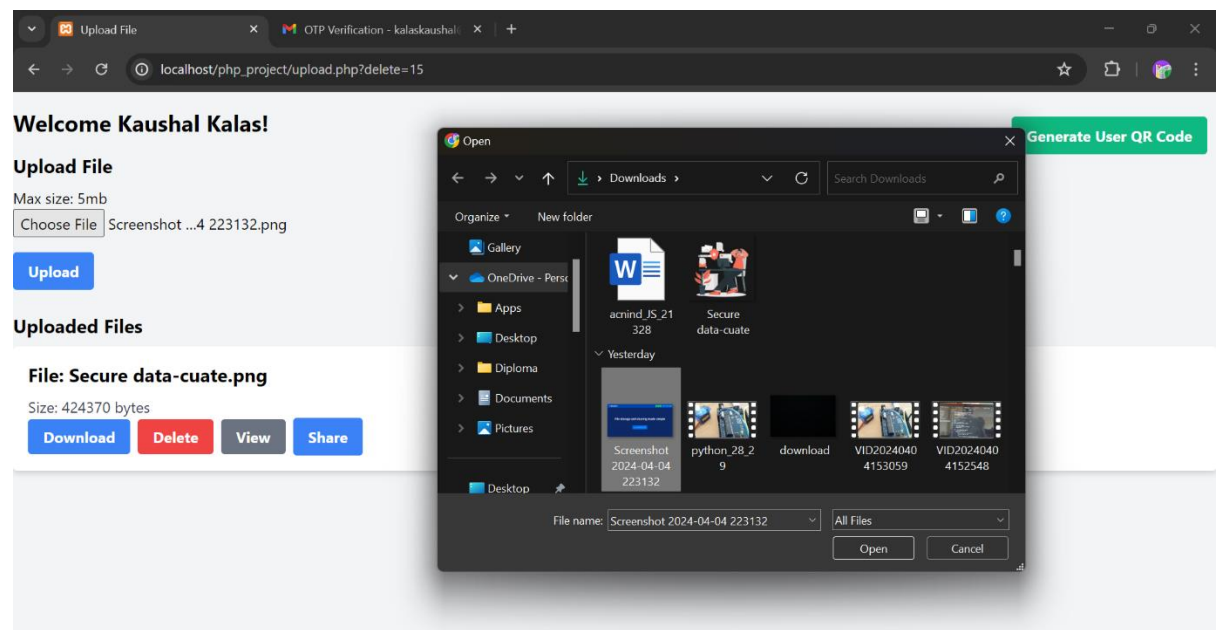 Upload File
OTP Verification - kalaskaushal
localhost/php_project/upload.php?delete=15
Welcome Kaushal Kalas!
Generate User QR Code
Upload File
Max size: 5mb
Choose File Screenshot ...4 223132.png
Upload
Uploaded Files
File: Secure data-cuate.png
Size: 424370 bytes
Download Delete View Share
Open
Downloads
Search Downloads
Organize New folder
Gallery
OneDrive - Pers
Apps
Desktop
Diploma
Documents
Pictures
Desktop
acnind_JS_21
328
Secure
data-cuate
Yesterday
Screenshot
2024-04-04
223132
python_28_2
9
download
VID2024040
4153059
VID2024040
4152548
File name: Screenshot 2024-04-04 223132
All Files
Open Cancel